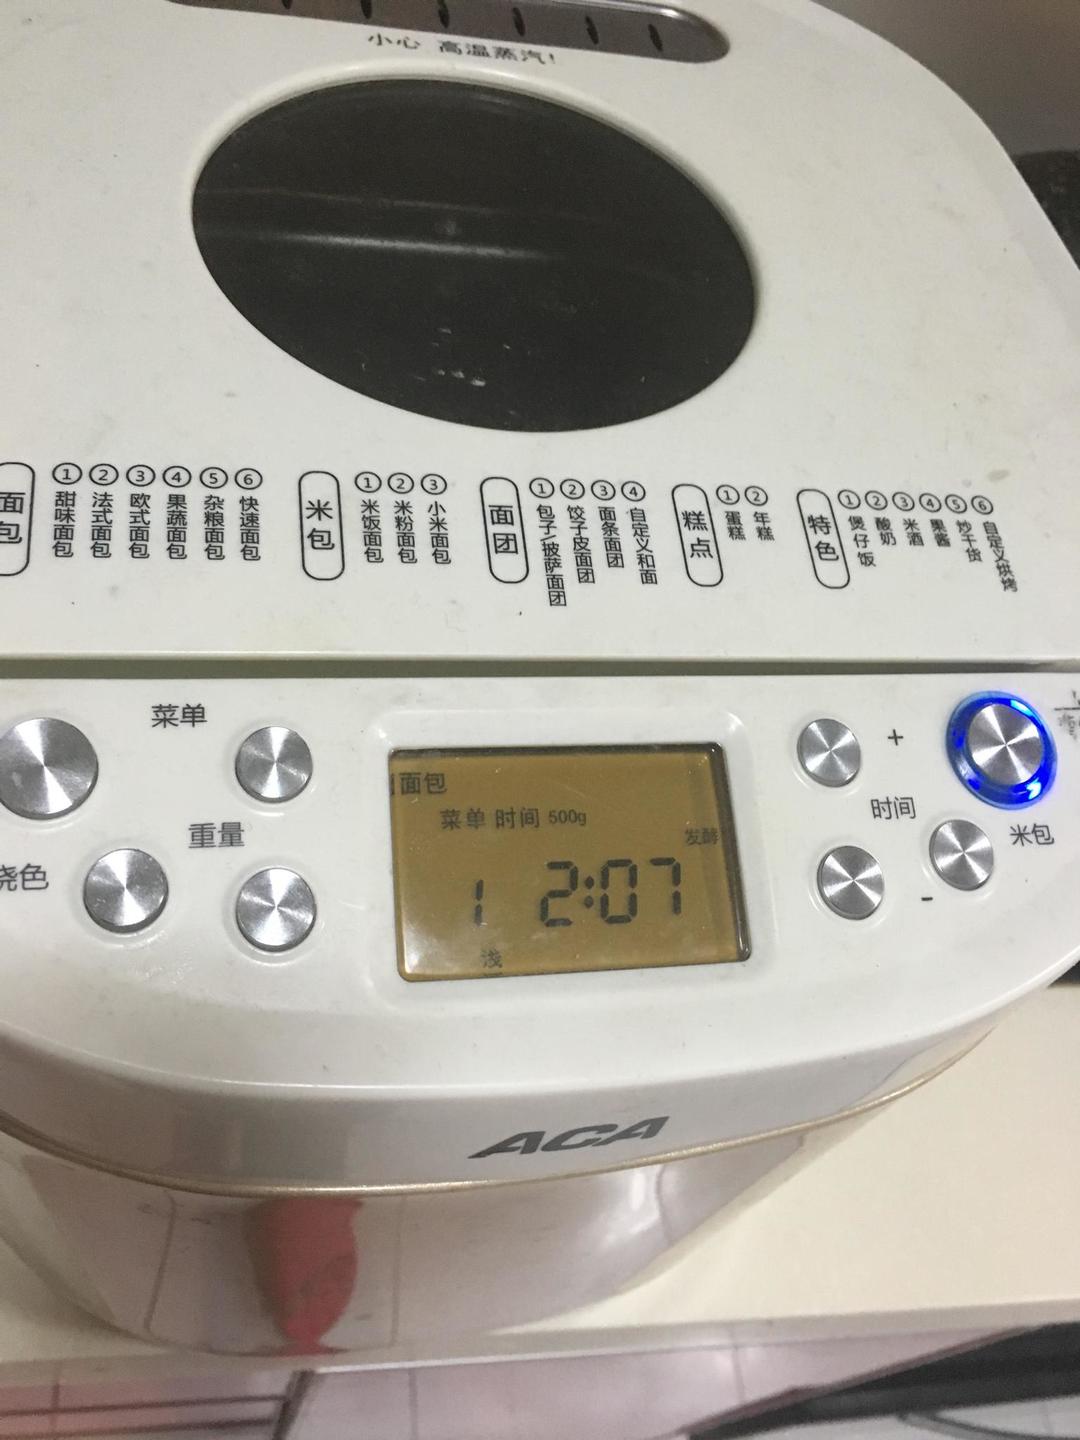 小心 高温蒸汽!
面包
①甜味面包
②法式面包
③欧式面包
④果蔬面包
⑤杂粮面包
⑥快速面包
米包
①米饭面包
②米粉面包
③小米面包
面团
①包子/披萨面团
②饺子皮面团
③面条面团
④自定义和面
糕点
①蛋糕
②年糕
特色
①煲仔饭
②酸奶
③米酒
④果酱
⑤炒干货
⑥自定义烘烤
菜单
重量
烧色
面包
菜单 时间 500g
发酵
1 2:07
浅
+
时间
-
米包
ACA